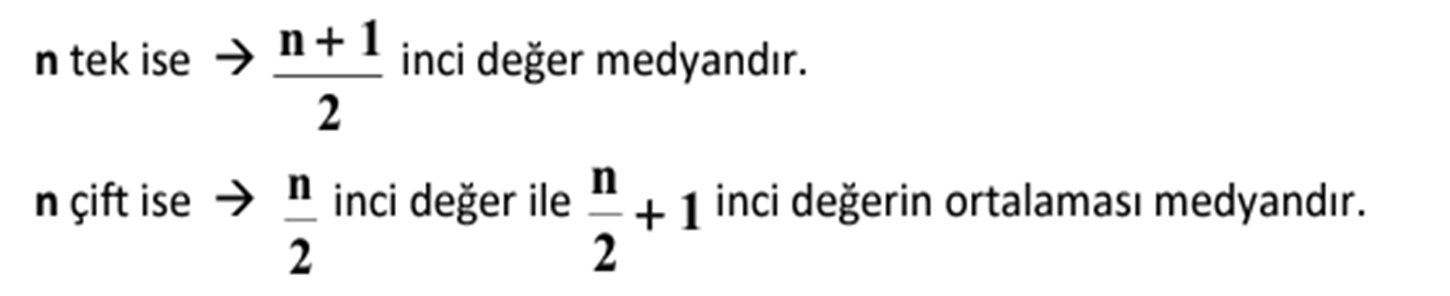 n tek ise → (n + 1)/2 inci değer medyandır.
n çift ise → n/2 inci değer ile n/2 + 1 inci değerin ortalaması medyandır.